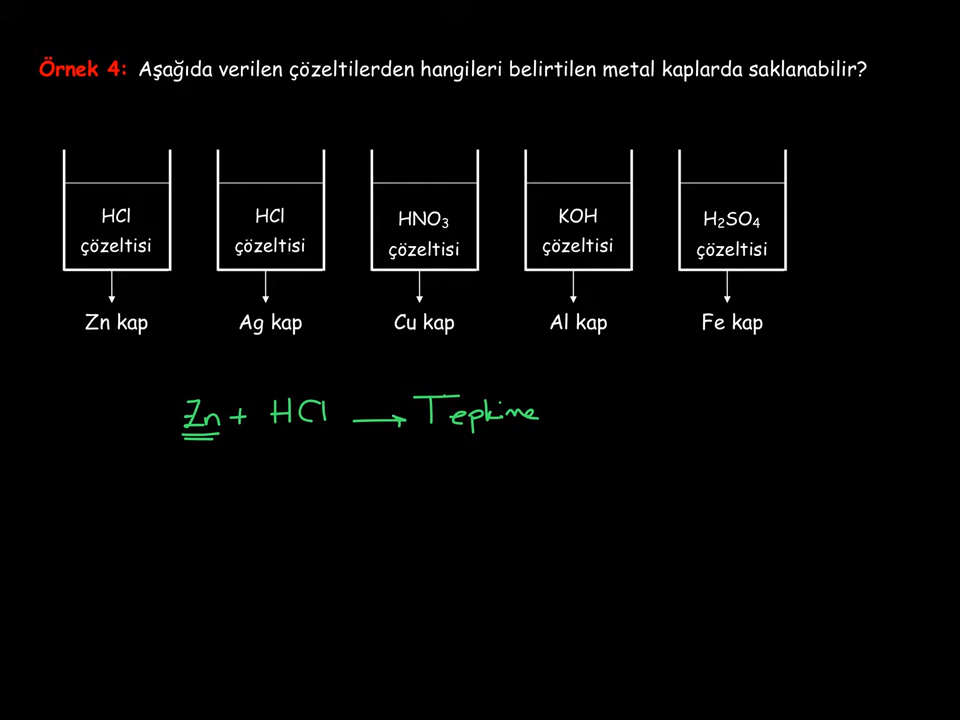 Örnek 4: Aşağıda verilen çözeltilerden hangileri belirtilen metal kaplarda saklanabilir?
HCl HCl HNO₃ KOH H₂SO₄
çözeltisi çözeltisi çözeltisi çözeltisi çözeltisi
Zn kap Ag kap Cu kap Al kap Fe kap
Zn + HCl → Tepkime